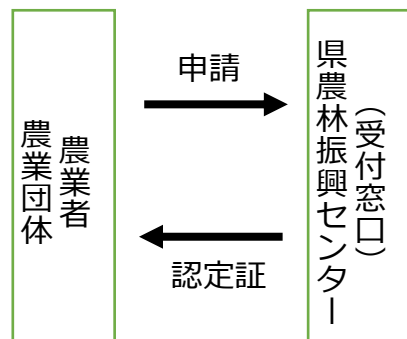 農業者
農業団体
申請
認定証
県農林振興センター
（受付窓口）